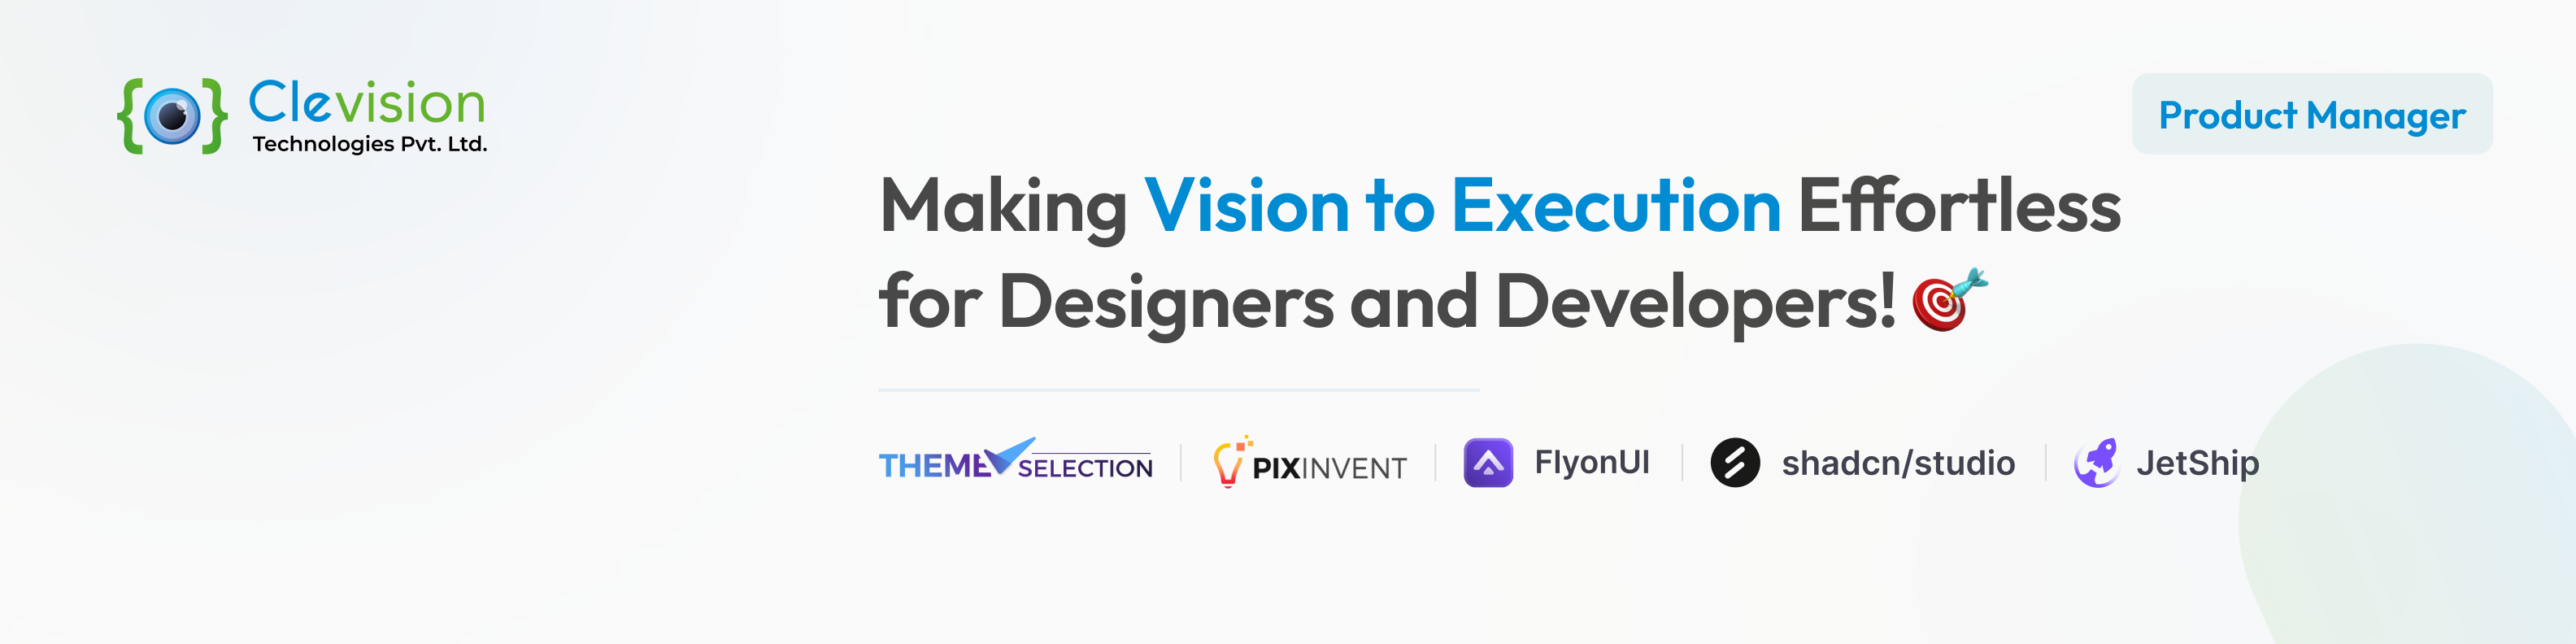 Clevision
Technologies Pvt. Ltd.
Product Manager
Making Vision to Execution Effortless
for Designers and Developers!
THEMESELECTION
PIXINVENT
FlyonUI
shadcn/studio
JetShip